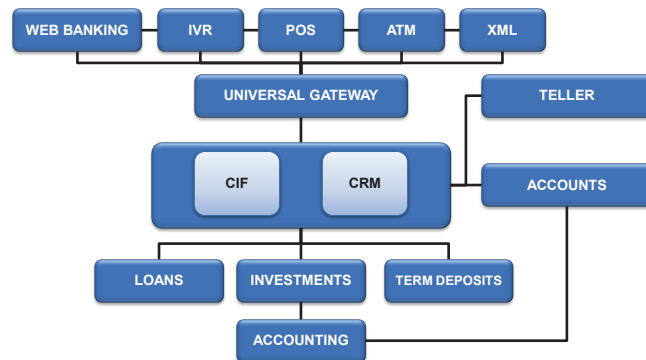 WEB BANKING
IVR
POS
ATM
XML
UNIVERSAL GATEWAY
TELLER
CIF
CRM
ACCOUNTS
LOANS
INVESTMENTS
TERM DEPOSITS
ACCOUNTING